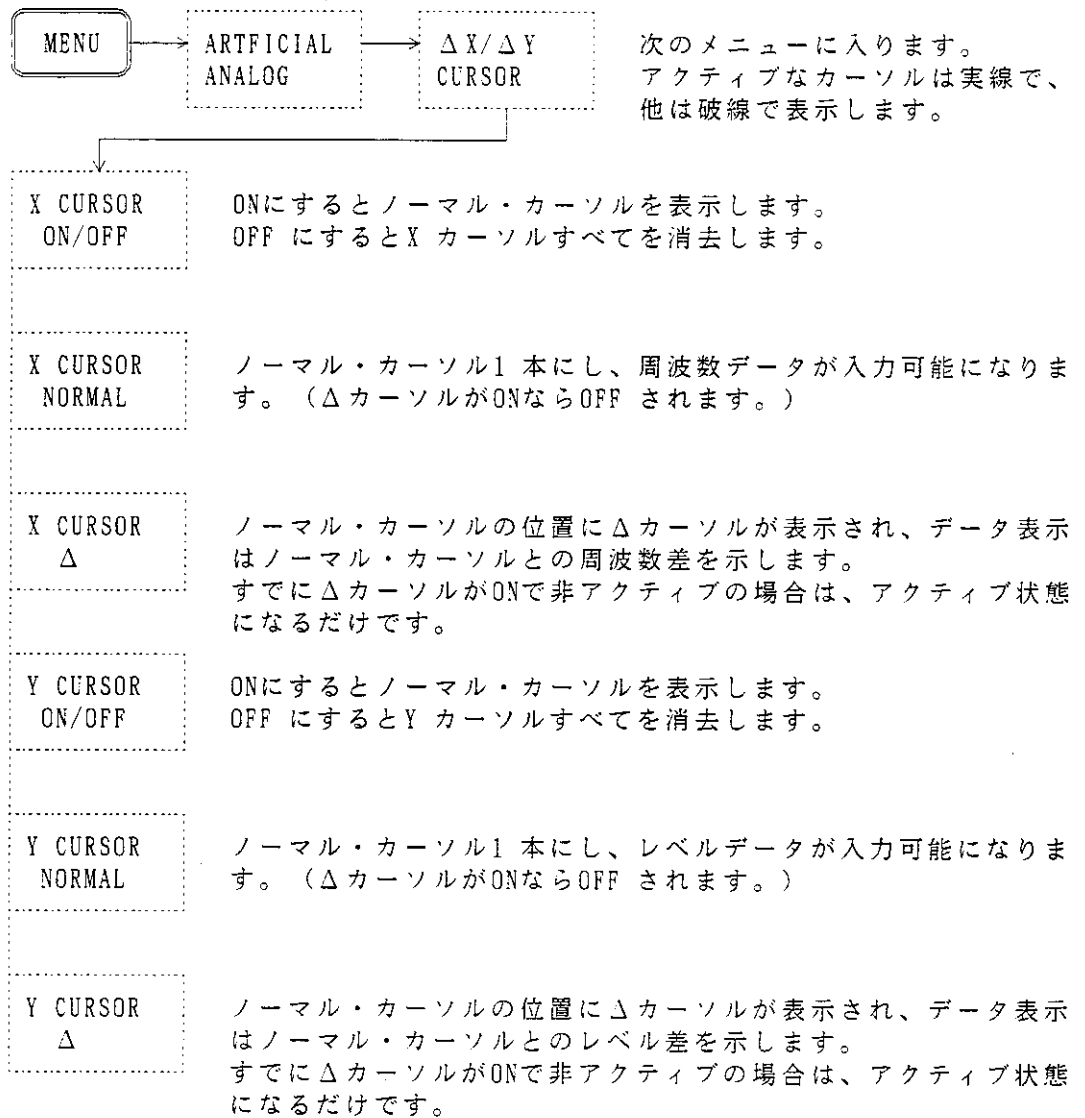 MENU
ARTFICIAL
ANALOG
ΔX/ΔY
CURSOR
次のメニューに入ります。
アクティブなカーソルは実線で、
他は破線で表示します。
X CURSOR
ON/OFF
ONにするとノーマル・カーソルを表示します。
OFF にするとX カーソルすべてを消去します。
X CURSOR
NORMAL
ノーマル・カーソル1 本にし、周波数データが入力可能になりま
す。（ΔカーソルがONならOFF されます。）
X CURSOR
Δ
ノーマル・カーソルの位置にΔカーソルが表示され、データ表示
はノーマル・カーソルとの周波数差を示します。
すでにΔカーソルがONで非アクティブの場合は、アクティブ状態
になるだけです。
Y CURSOR
ON/OFF
ONにするとノーマル・カーソルを表示します。
OFF にするとY カーソルすべてを消去します。
Y CURSOR
NORMAL
ノーマル・カーソル1 本にし、レベルデータが入力可能になりま
す。（ΔカーソルがONならOFF されます。）
Y CURSOR
Δ
ノーマル・カーソルの位置にΔカーソルが表示され、データ表示
はノーマル・カーソルとのレベル差を示します。
すでにΔカーソルがONで非アクティブの場合は、アクティブ状態
になるだけです。